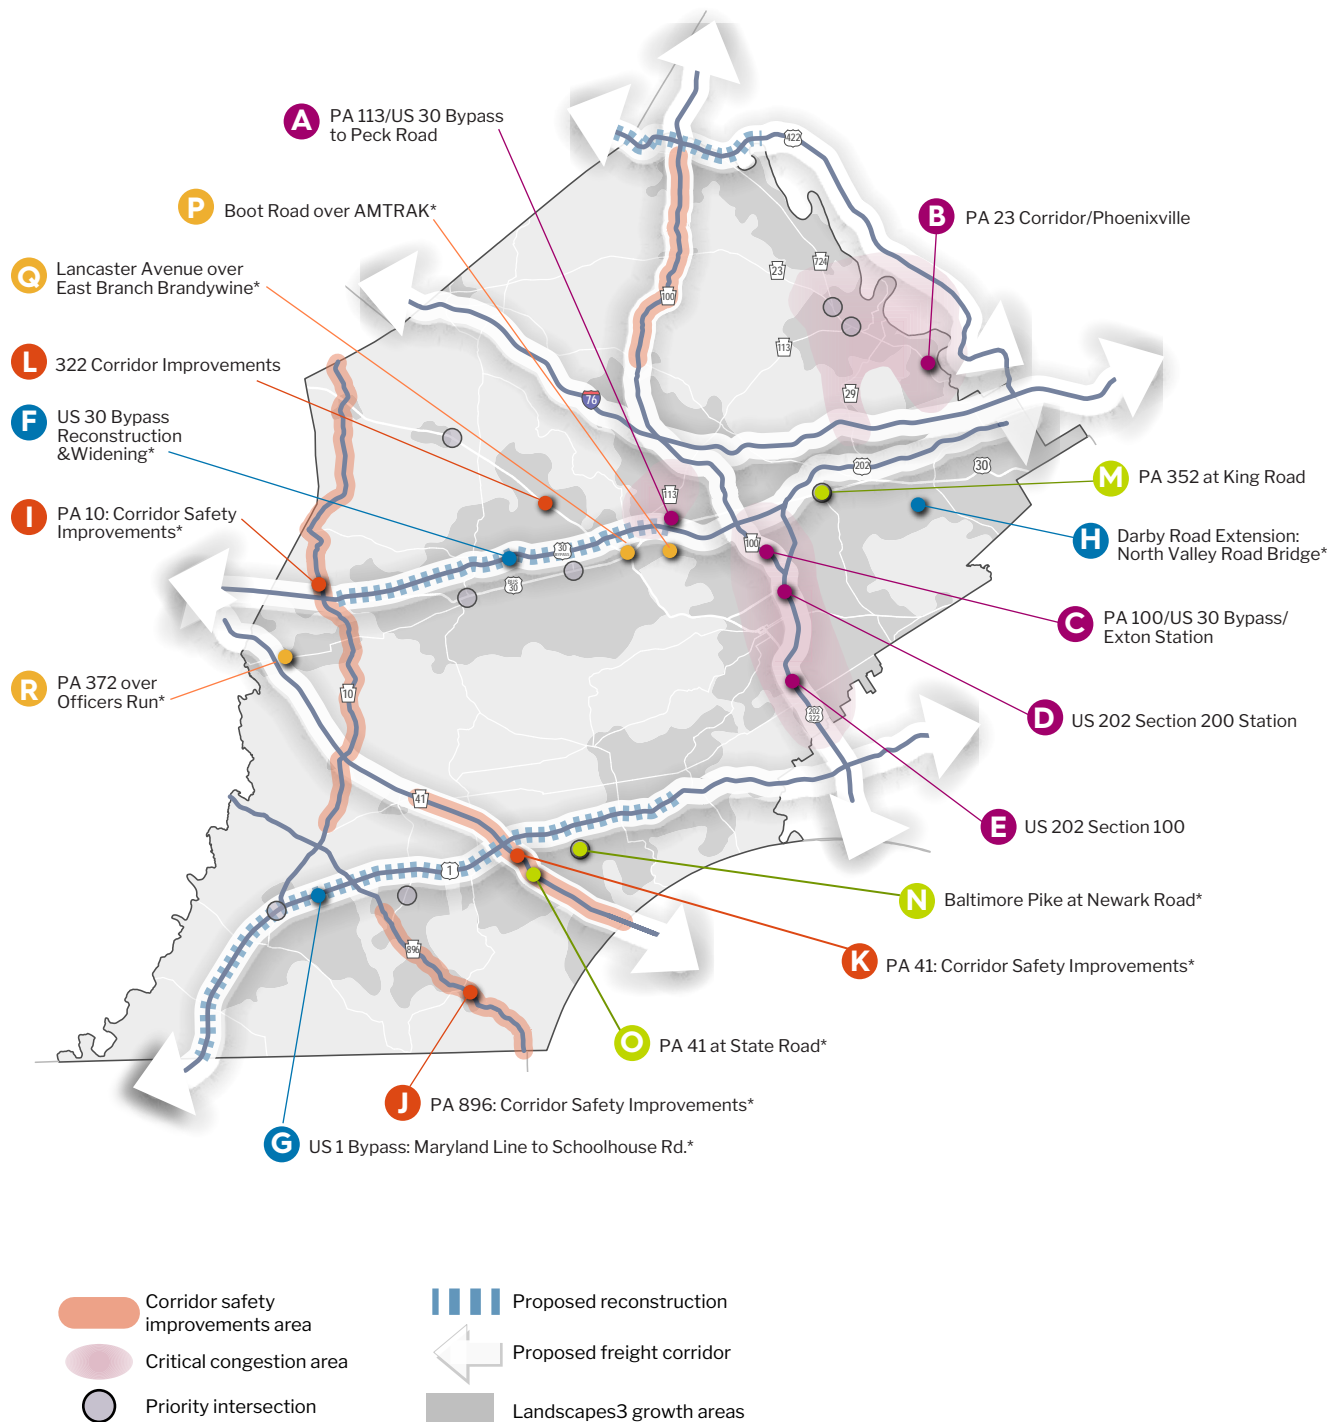 A
PA 113/US 30 Bypass
to Peck Road
422
P
Boot Road over AMTRAK*
B
PA 23 Corridor/Phoenixville
Q
Lancaster Avenue over
East Branch Brandywine*
724
23
100
113
L
322 Corridor Improvements
29
76
F
US 30 Bypass
Reconstruction
&Widening*
202
30
M
PA 352 at King Road
113
I
PA 10: Corridor Safety
Improvements*
H
Darby Road Extension:
North Valley Road Bridge*
100
30
BYPASS
BUS
30
C
PA 100/US 30 Bypass/
Exton Station
R
PA 372 over
Officers Run*
10
D
US 202 Section 200 Station
202
322
41
E
US 202 Section 100
1
N
Baltimore Pike at Newark Road*
896
K
PA 41: Corridor Safety Improvements*
O
PA 41 at State Road*
J
PA 896: Corridor Safety Improvements*
G
US 1 Bypass: Maryland Line to Schoolhouse Rd.*
Corridor safety
improvements area
Critical congestion area
Priority intersection
Proposed reconstruction
Proposed freight corridor
Landscapes3 growth areas